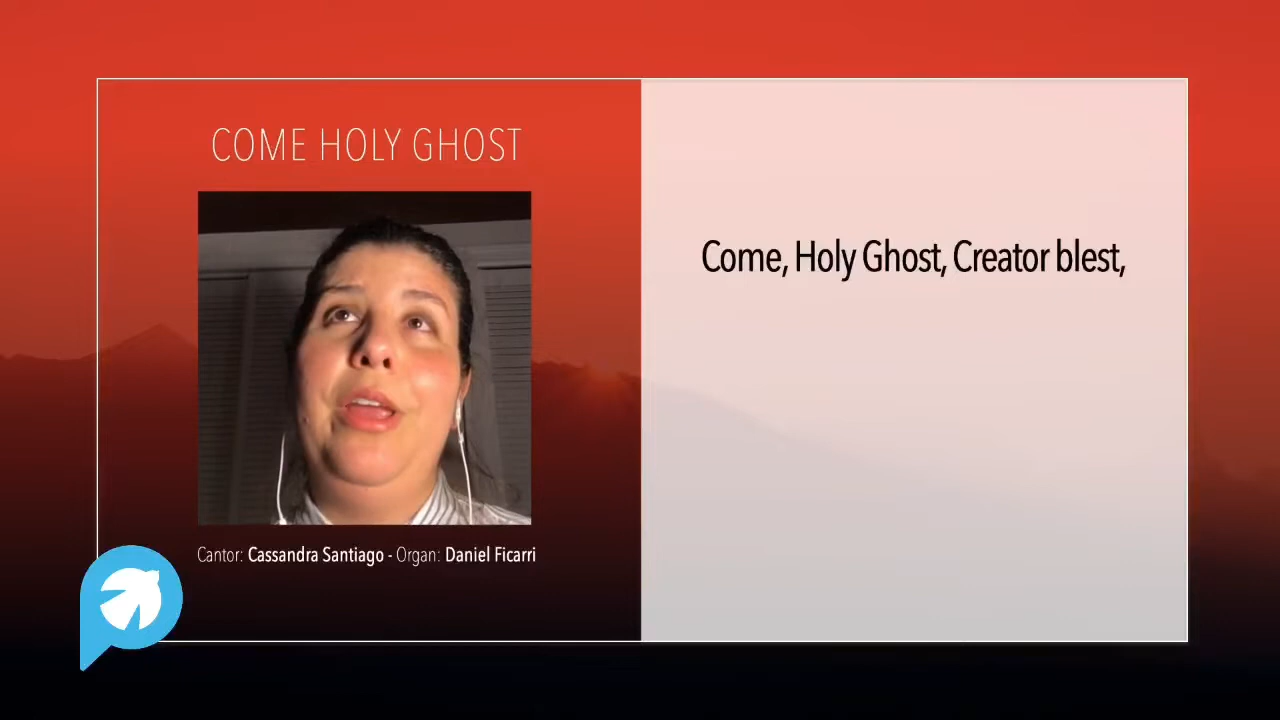 COME HOLY GHOST
Cantor: Cassandra Santiago - Organ: Daniel Ficarri
Come, Holy Ghost, Creator blest,